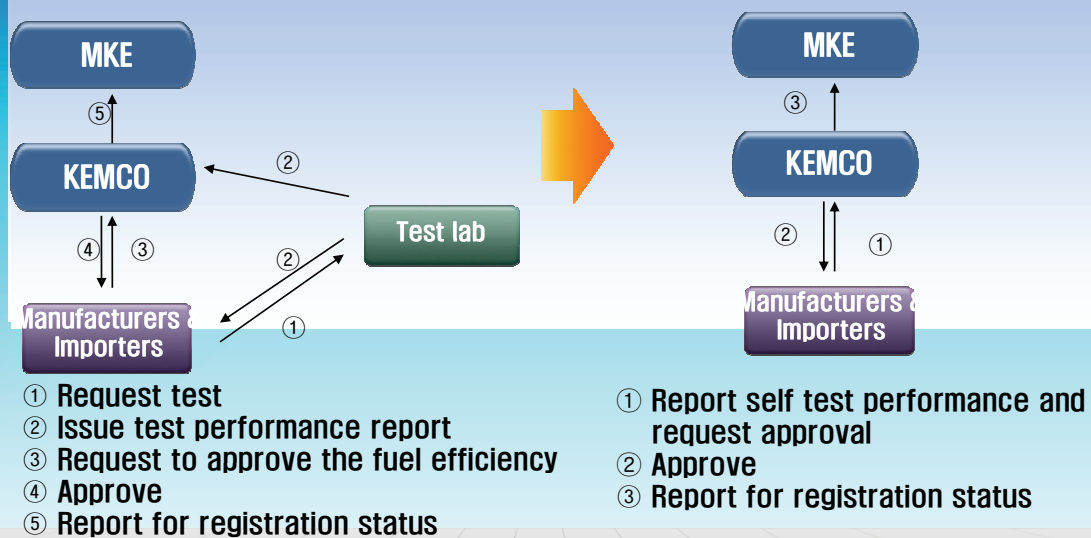 MKE
⑤
KEMCO
②
④
③
Test lab
②
①
Manufacturers &
Importers
① Request test
② Issue test performance report
③ Request to approve the fuel efficiency
④ Approve
⑤ Report for registration status
MKE
③
KEMCO
②
①
Manufacturers &
Importers
① Report self test performance and
request approval
② Approve
③ Report for registration status